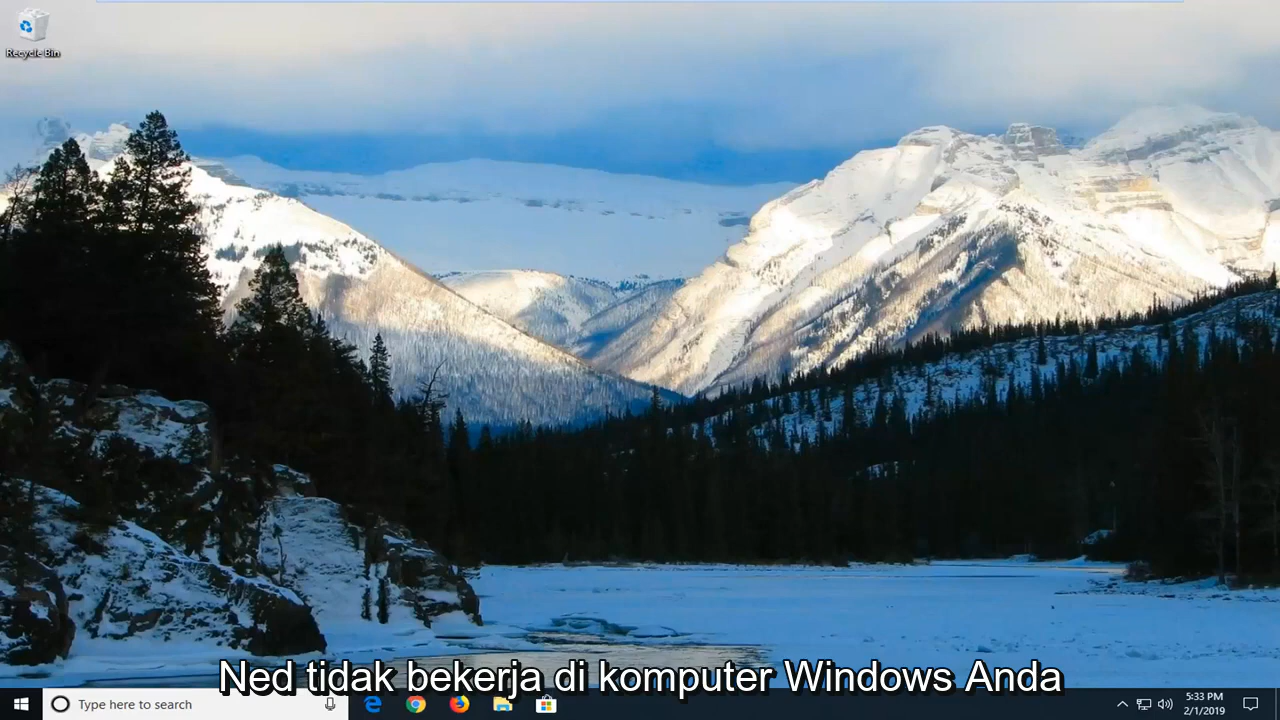 Recycle Bin
Ned tidak bekerja di komputer Windows Anda
Type here to search
5:33 PM
2/1/2019